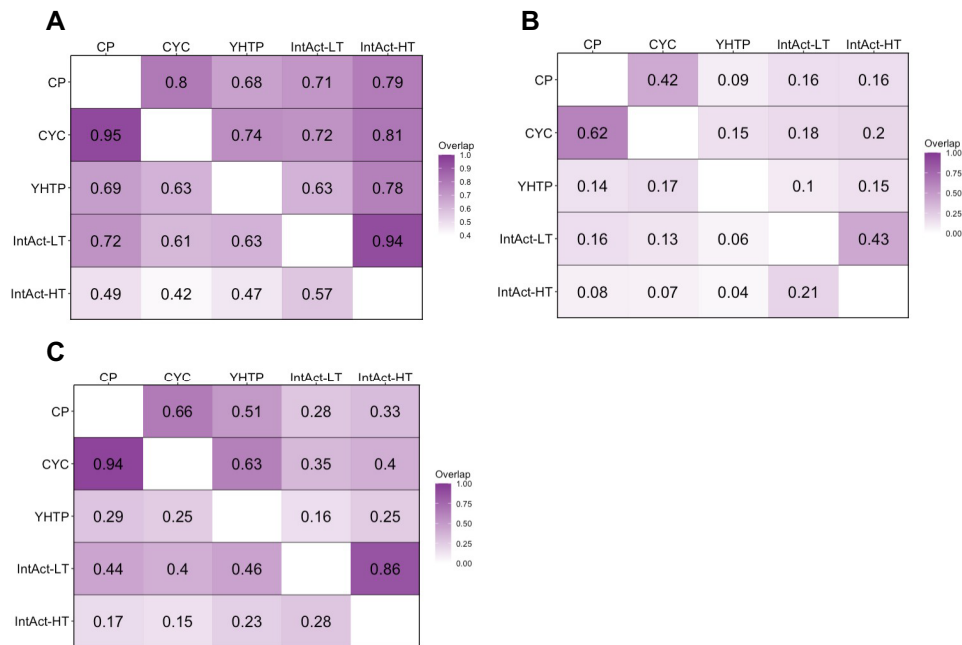 A
CP CYC YHTP IntAct-LT IntAct-HT
CP 0.8 0.68 0.71 0.79
CYC 0.95 0.74 0.72 0.81
YHTP 0.69 0.63 0.63 0.78
IntAct-LT 0.72 0.61 0.63 0.94
IntAct-HT 0.49 0.42 0.47 0.57
Overlap
1.0
0.9
0.8
0.7
0.6
0.5
0.4
B
CP CYC YHTP IntAct-LT IntAct-HT
CP 0.42 0.09 0.16 0.16
CYC 0.62 0.15 0.18 0.2
YHTP 0.14 0.17 0.1 0.15
IntAct-LT 0.16 0.13 0.06 0.43
IntAct-HT 0.08 0.07 0.04 0.21
Overlap
1.00
0.75
0.50
0.25
0.00
C
CP CYC YHTP IntAct-LT IntAct-HT
CP 0.66 0.51 0.28 0.33
CYC 0.94 0.63 0.35 0.4
YHTP 0.29 0.25 0.16 0.25
IntAct-LT 0.44 0.4 0.46 0.86
IntAct-HT 0.17 0.15 0.23 0.28
Overlap
1.00
0.75
0.50
0.25
0.00